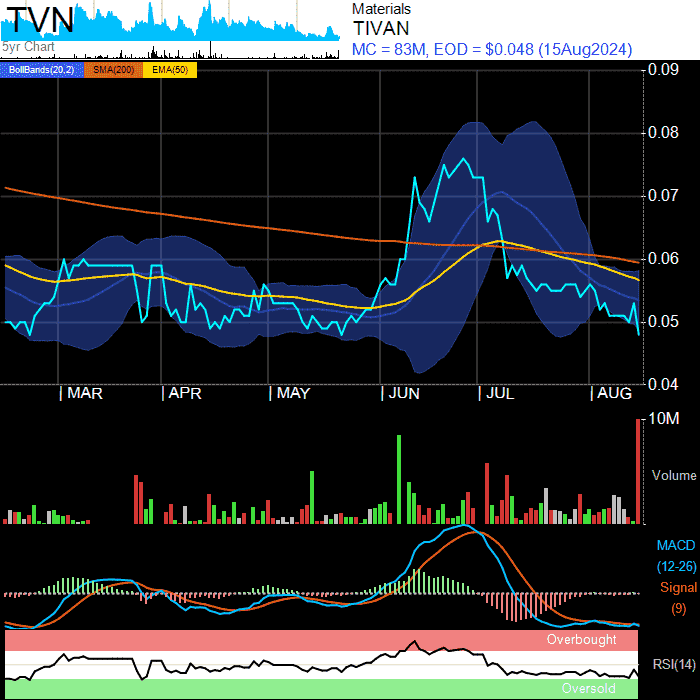 TVN
5yr Chart
Materials
TIVAN
MC = 83M, EOD = $0.048 (15Aug2024)
BollBands(20,2) SMA(200) EMA(50)
0.09
0.08
0.07
0.06
0.05
0.04
MAR APR MAY JUN JUL AUG
10M
Volume
MACD
(12-26)
Signal
(9)
Overbought
RSI(14)
Oversold